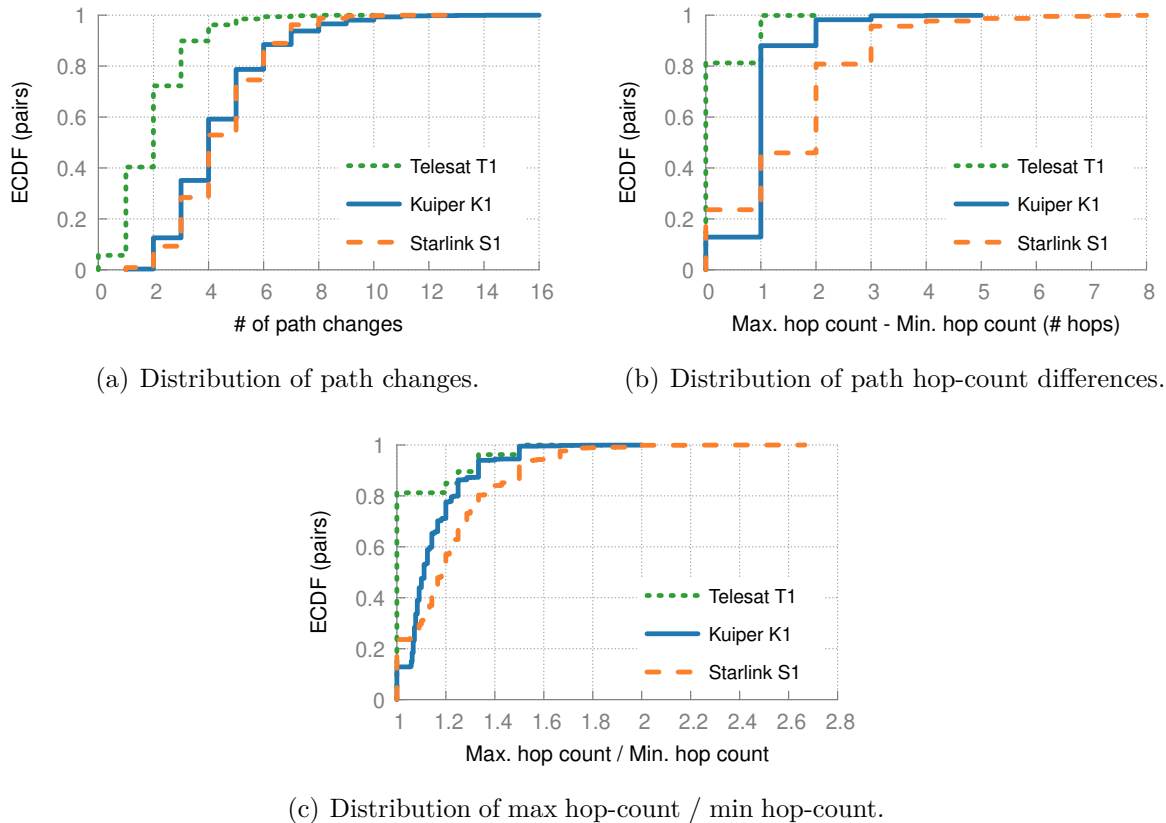 1
0.8
0.6
0.4
0.2
0
ECDF (pairs)
Telesat T1
Kuiper K1
Starlink S1
0 2 4 6 8 10 12 14 16
# of path changes
(a) Distribution of path changes.
1
0.8
0.6
0.4
0.2
0
ECDF (pairs)
Telesat T1
Kuiper K1
Starlink S1
0 1 2 3 4 5 6 7 8
Max. hop count - Min. hop count (# hops)
(b) Distribution of path hop-count differences.
1
0.8
0.6
0.4
0.2
0
ECDF (pairs)
Telesat T1
Kuiper K1
Starlink S1
1 1.2 1.4 1.6 1.8 2 2.2 2.4 2.6 2.8
Max. hop count / Min. hop count
(c) Distribution of max hop-count / min hop-count.